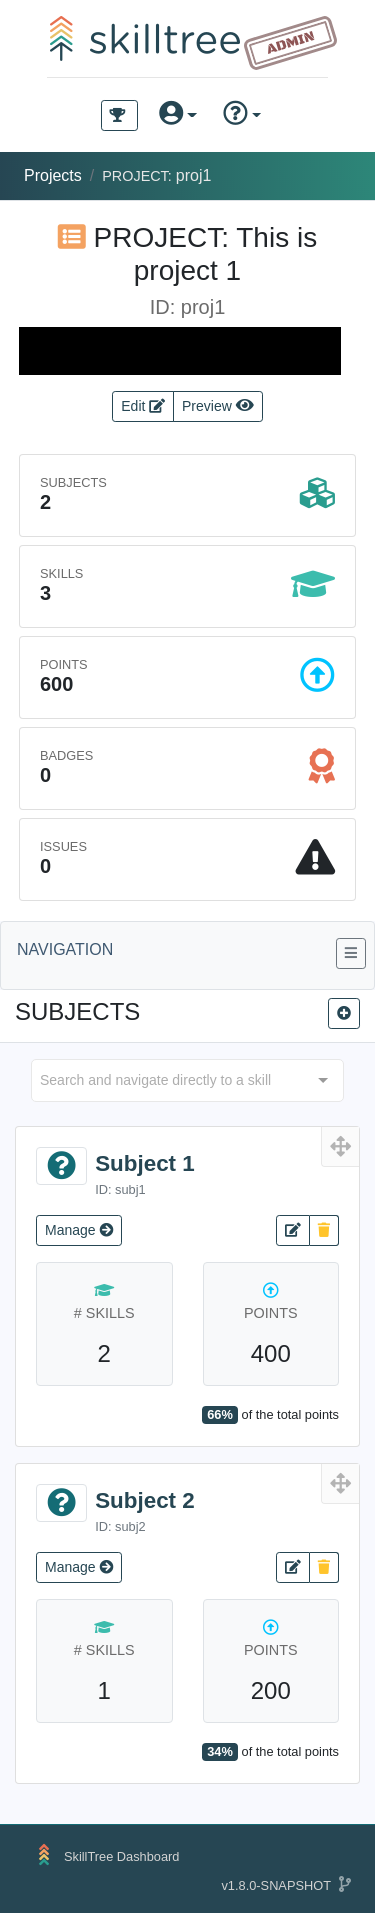 skilltree
ADMIN
Projects / PROJECT: proj1
PROJECT: This is
project 1
ID: proj1
Edit Preview
SUBJECTS
2
SKILLS
3
POINTS
600
BADGES
0
ISSUES
0
NAVIGATION
SUBJECTS
Search and navigate directly to a skill
Subject 1
ID: subj1
Manage
# SKILLS
2
POINTS
400
66% of the total points
Subject 2
ID: subj2
Manage
# SKILLS
1
POINTS
200
34% of the total points
SkillTree Dashboard
v1.8.0-SNAPSHOT